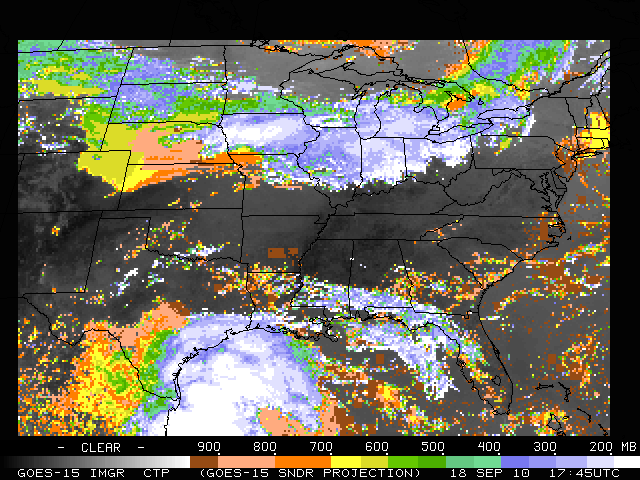 - CLEAR - 900 800 700 600 500 400 300 200 MB
GOES-15 IMGR CTP (GOES-15 SNDR PROJECTION) 18 SEP 10 17:45UTC